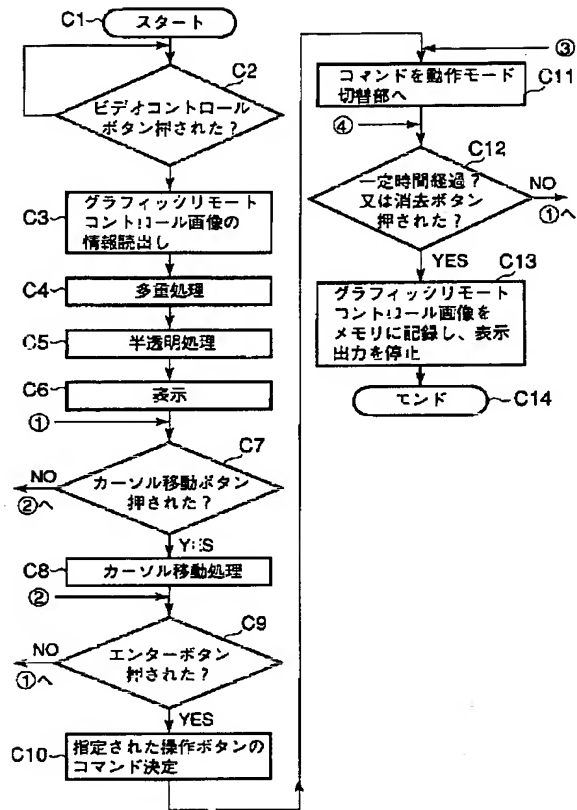 C1
スタート
C2
ビデオコントロール
ボタン押された?
C3
グラフィッツリモート
コントロール画像の
情報読出し
C4
多重処理
C5
半透明処理
C6
表示
①
C7
NO
②へ
カーソル移動ボタン
押された?
YES
C8
カーソル移動処理
②
C9
NO
①へ
エンターボタン
押された?
YES
C10
指定された操作ボタンの
コマンド決定
③
コマンドを動作モード
切替部へ
C11
④
C12
一定時間経過?
又は消去ボタン
押された?
NO
①へ
YES
C13
グラフィッツリモート
コントロール画像を
メモリに記録し、表示
出力を停止
エンド
C14